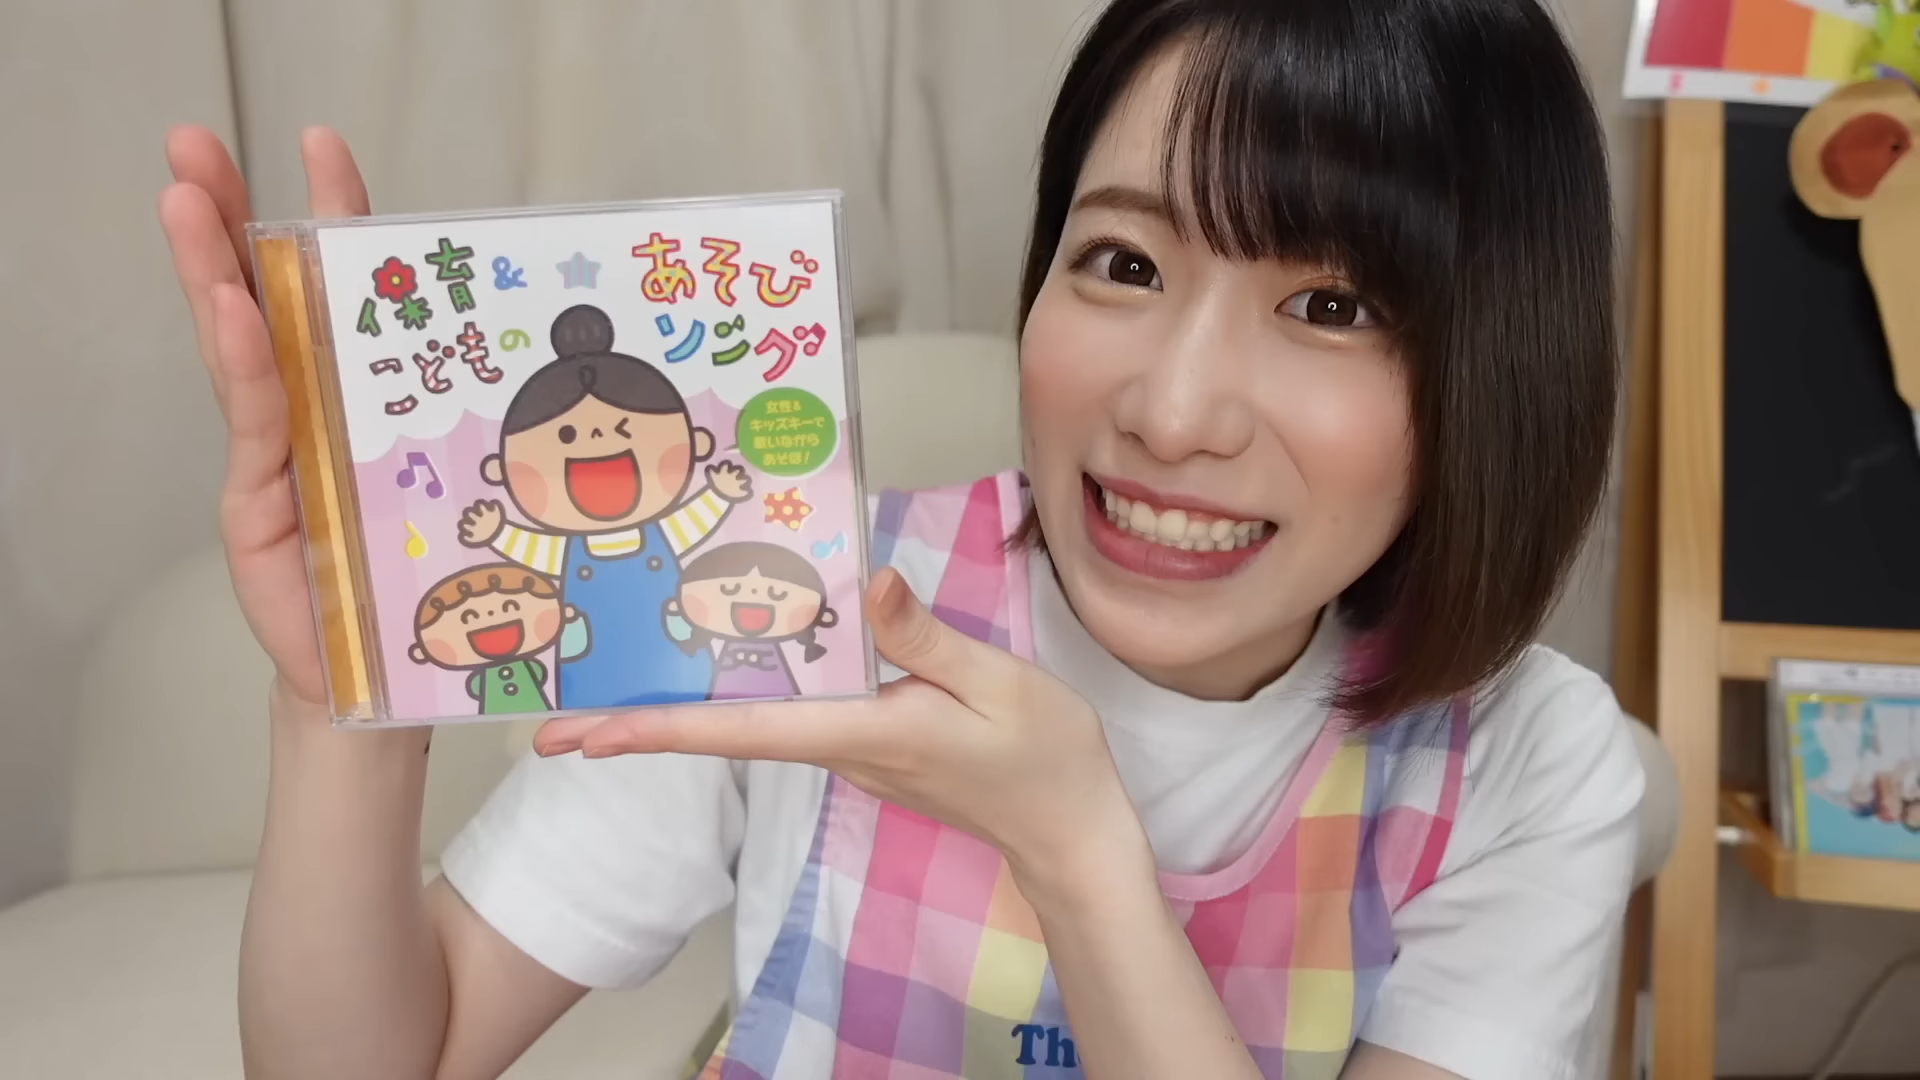 保育&
こどもの
あそび
ソング
女性&
キッズキーで
歌いながら
あそぼ!
Th